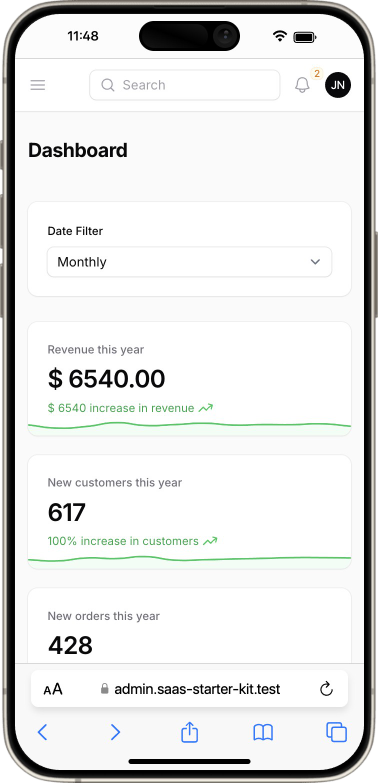 11:48
Search
2
JN
Dashboard
Date Filter
Monthly
Revenue this year
$ 6540.00
$ 6540 increase in revenue
New customers this year
617
100% increase in customers
New orders this year
428
AA admin.saas-starter-kit.test